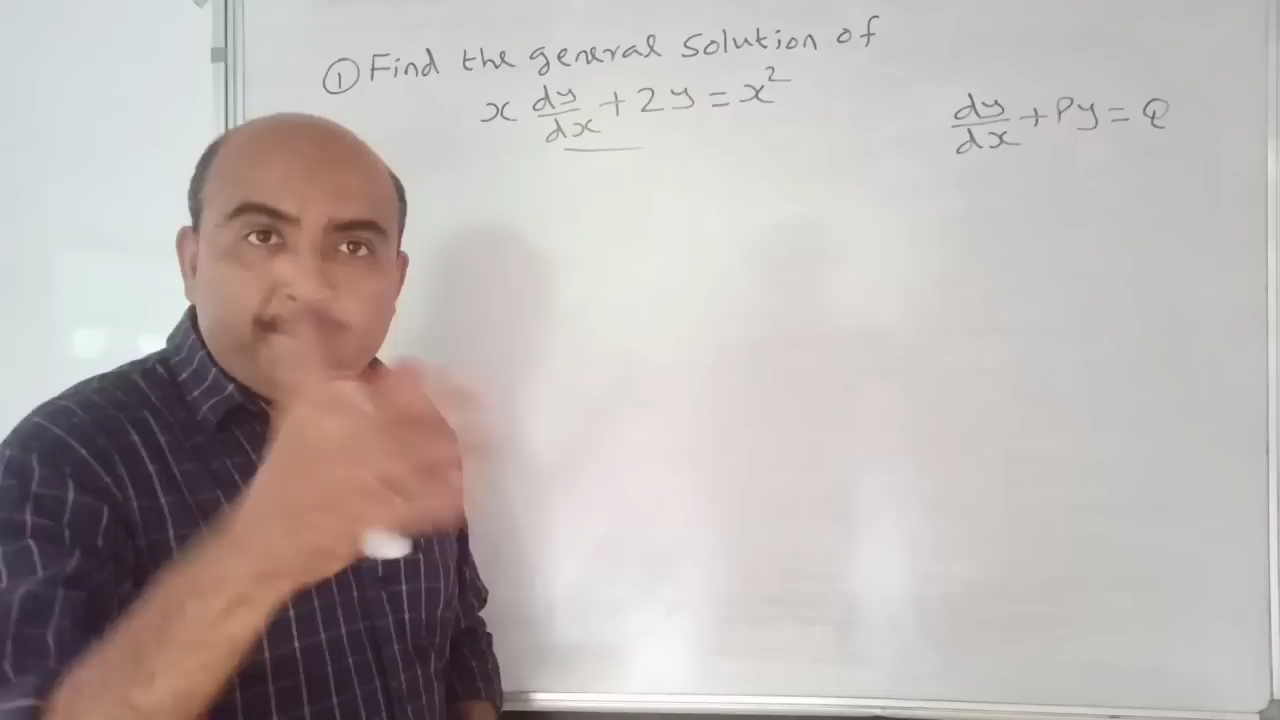 ① Find the general solution of
x dy/dx + 2y = x²
dy/dx + Py = Q